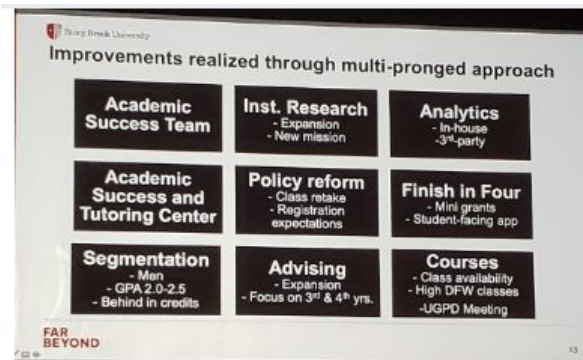 Stony Brook University
Improvements realized through multi-pronged approach
Academic
Success Team
Inst. Research
- Expansion
- New mission
Analytics
- In-house
-3rd-party
Academic
Success and
Tutoring Center
Policy reform
- Class retake
- Registration
expectations
Finish in Four
- Mini grants
- Student-facing app
Segmentation
- Men
- GPA 2.0-2.5
- Behind in credits
Advising
- Expansion
- Focus on 3rd & 4th yrs.
Courses
- Class availability
- High DFW classes
-UGPD Meeting
FAR
BEYOND
13